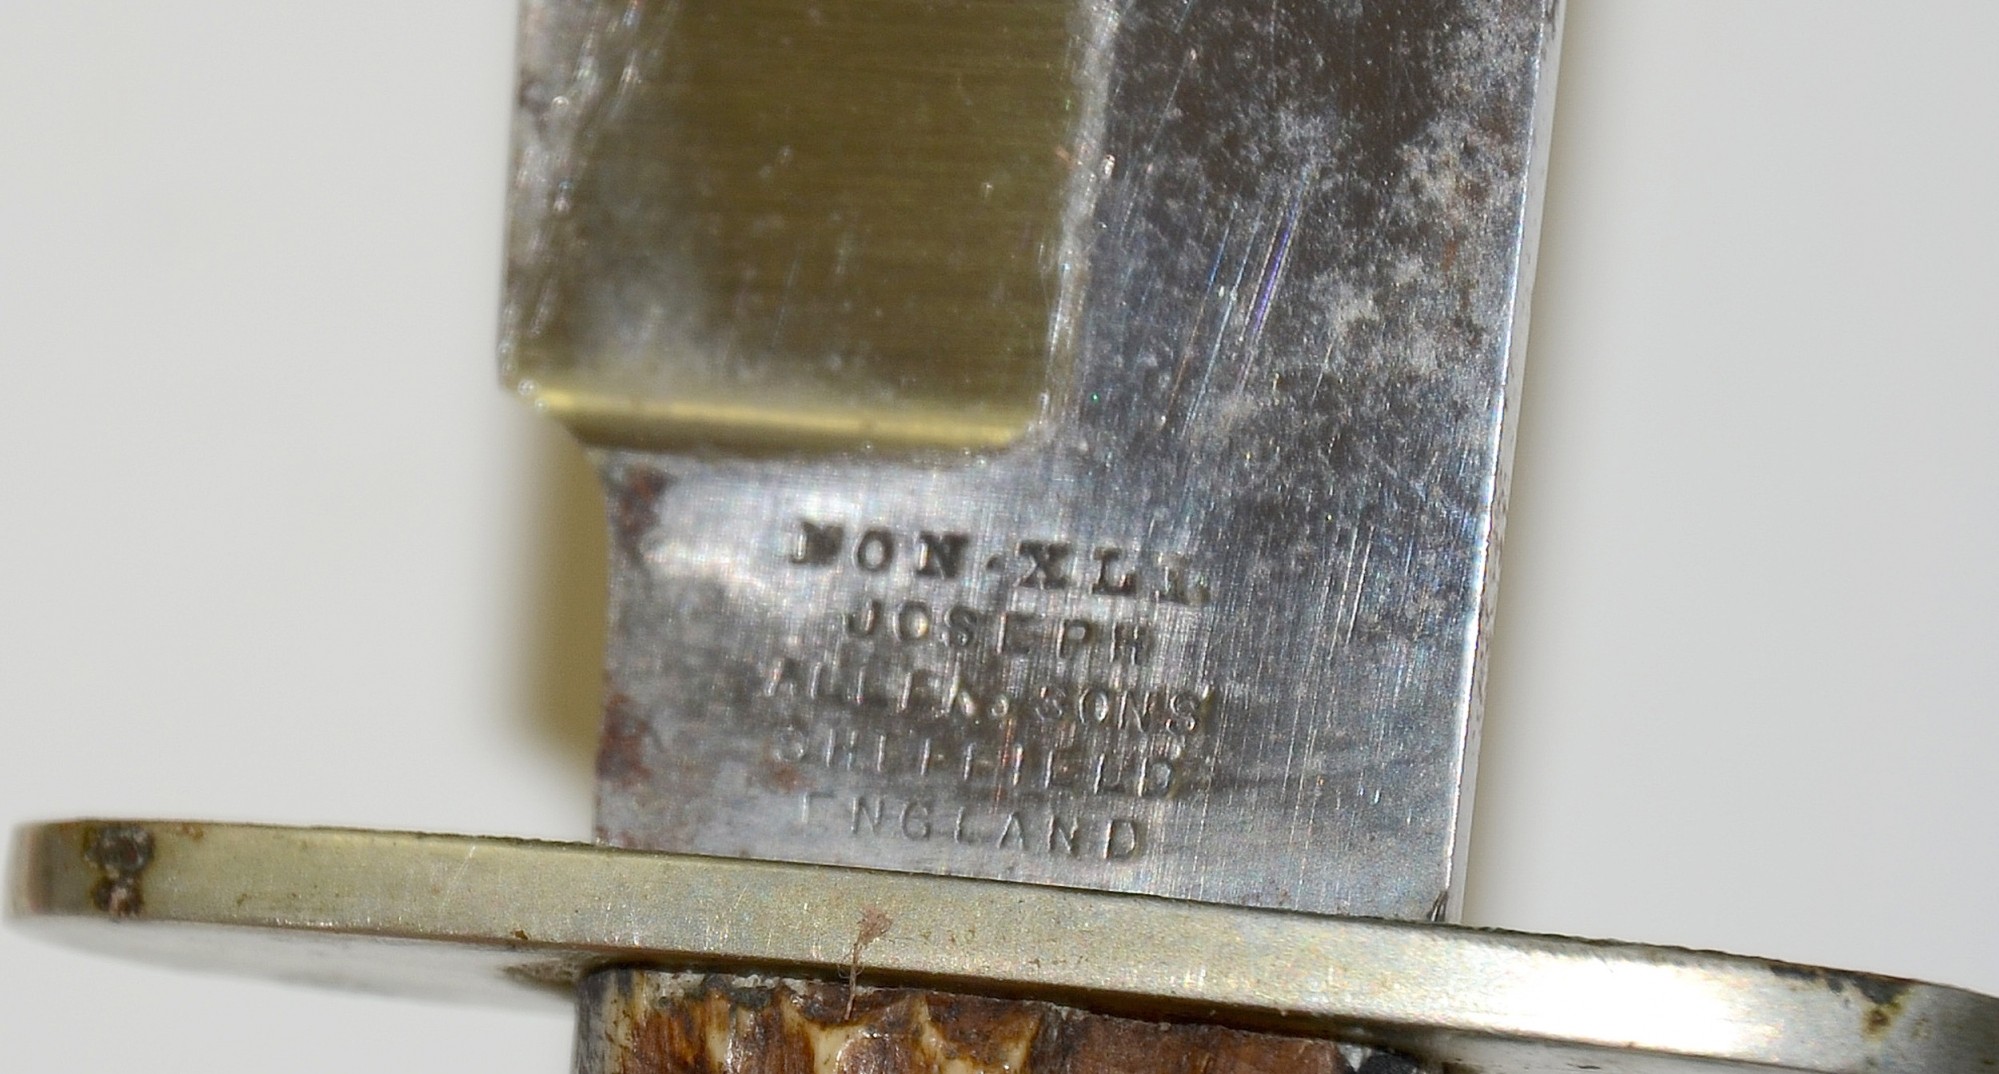 NON-XLL
JOSEPH
ALLEN & SONS
SHEFFIELD
ENGLAND